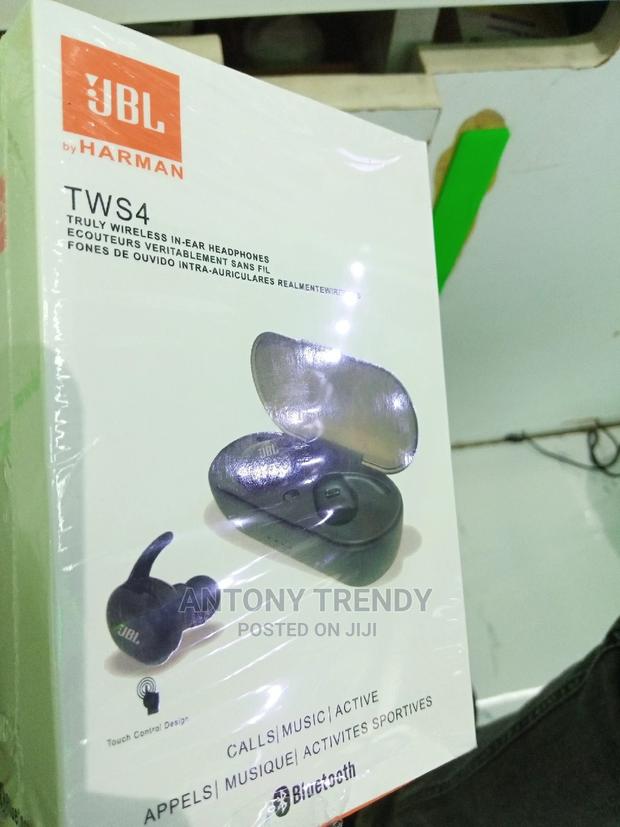 JBL
by HARMAN
TWS4
TRULY WIRELESS IN-EAR HEADPHONES
ECOUTEURS VERITABLEMENT SANS FIL
FONES DE OUVIDO INTRA-AURICULARES
JBL
JBL
ANTONY TRENDY
POSTED ON JIJI
Touch Control Design
CALLS| MUSIC| ACTIVE
APPELS| MUSIQUE| ACTIVITES SPORTIVES
Bluetooth